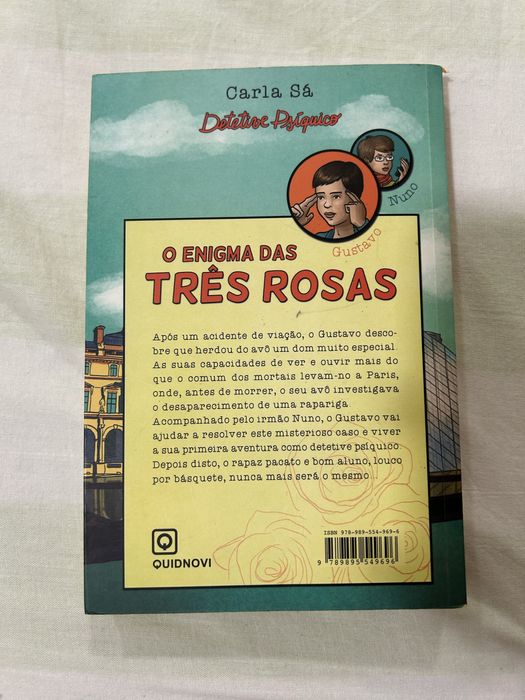 Carla Sá
Detetive Psíquico
Nuno
Gustavo
O ENIGMA DAS
TRÊS ROSAS
Após um acidente de viação, o Gustavo desco-
bre que herdou do avô um dom muito especial.
As suas capacidades de ver e ouvir mais do
que o comum dos mortais levam-no a Paris,
onde, antes de morrer, o seu avô investigava
o desaparecimento de uma rapariga.
Acompanhado pelo irmão Nuno, o Gustavo vai
ajudar a resolver este misterioso caso e viver
a sua primeira aventura como detetive psíquico.
Depois disto, o rapaz pacato e bom aluno, louco
por básquete, nunca mais será o mesmo...
ISBN 978-989-554-969-6
9 789895 549696
Q
QUIDNOVI